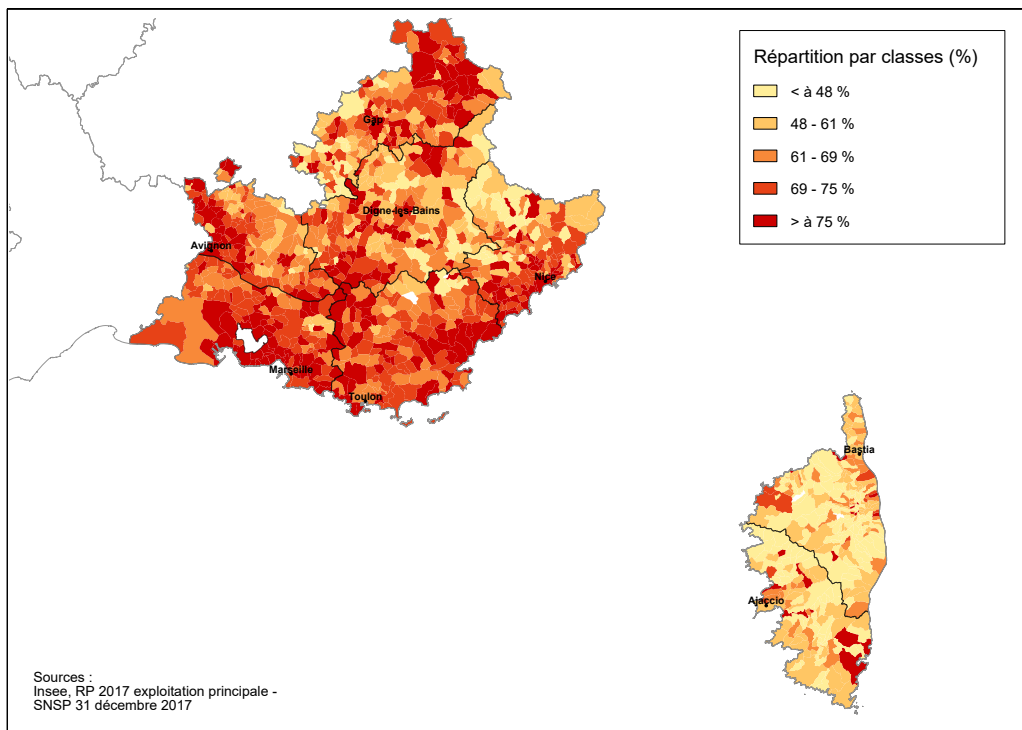 Répartition par classes (%)
< à 48 %
48 - 61 %
61 - 69 %
69 - 75 %
> à 75 %
Gap
Digne-les-Bains
Avignon
Nice
Marseille
Toulon
Bastia
Ajaccio
Sources :
Insee, RP 2017 exploitation principale -
SNSP 31 décembre 2017